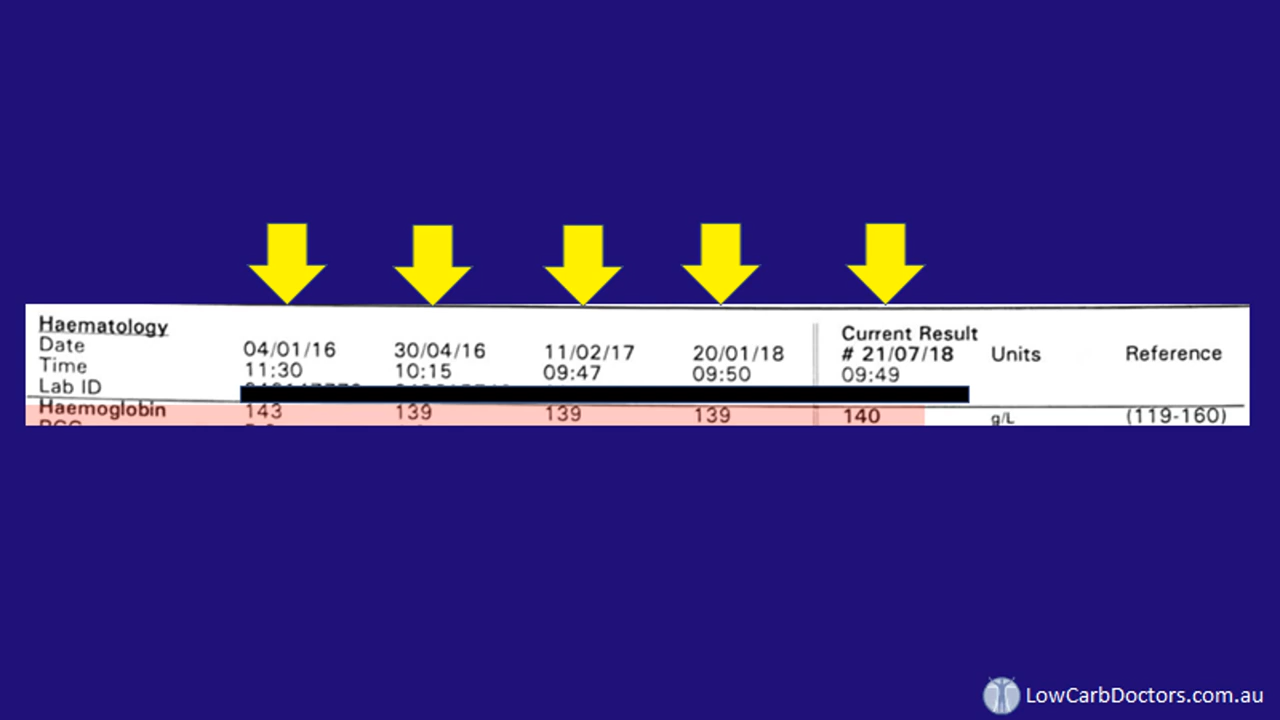 Haematology
Current Result
Date 04/01/16 30/04/16 11/02/17 20/01/18 # 21/07/18 Units Reference
Time 11:30 10:15 09:47 09:50 09:49
Lab ID
Haemoglobin 143 139 139 139 140 g/L (119-160)
LowCarbDoctors.com.au